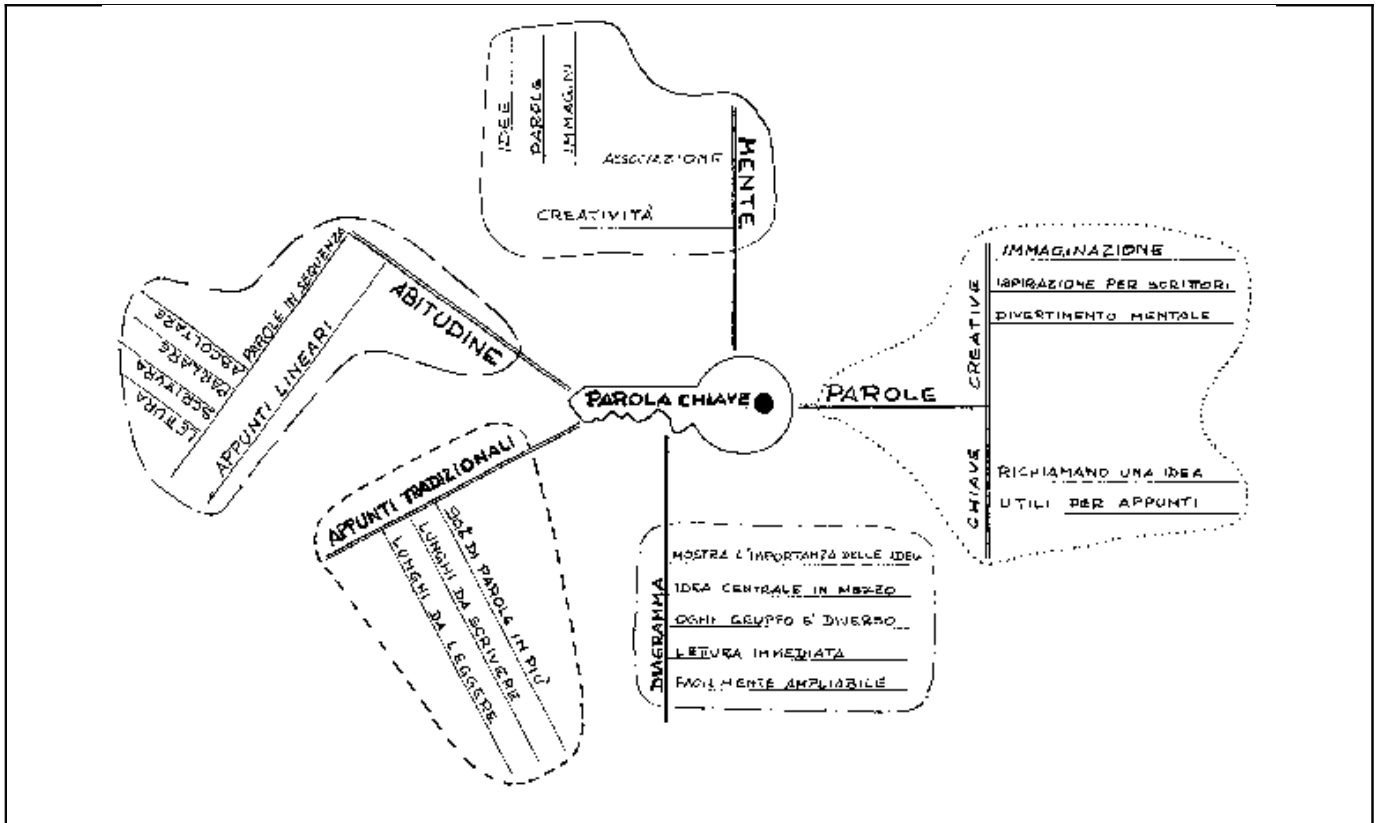 PAROLA CHIAVE
MENTE
ASSOCIAZIONE
IDEE
PAROLE
IMMAGINI
CREATIVITÀ
PAROLE
CREATIVE
IMMAGINAZIONE
ISPIRAZIONE PER SCRITTORI
DIVERTIMENTO MENTALE
CHIAVE
RICHIAMANO UNA IDEA
UTILI PER APPUNTI
DIAGRAMMA
MOSTRA L'IMPORTANZA DELLE IDEE
IDEA CENTRALE IN MEZZO
OGNI GRUPPO E' DIVERSO
LETTURA IMMEDIATA
FACILMENTE AMPLIABILE
APPUNTI TRADIZIONALI
90% DI PAROLE IN PIÙ
LUNGHI DA SCRIVERE
LUNGHI DA LEGGERE
ABITUDINE
PAROLE IN SEQUENZA
ASCOLTARE
PARLARE
SCRITTURA
LETTURA
APPUNTI LINEARI